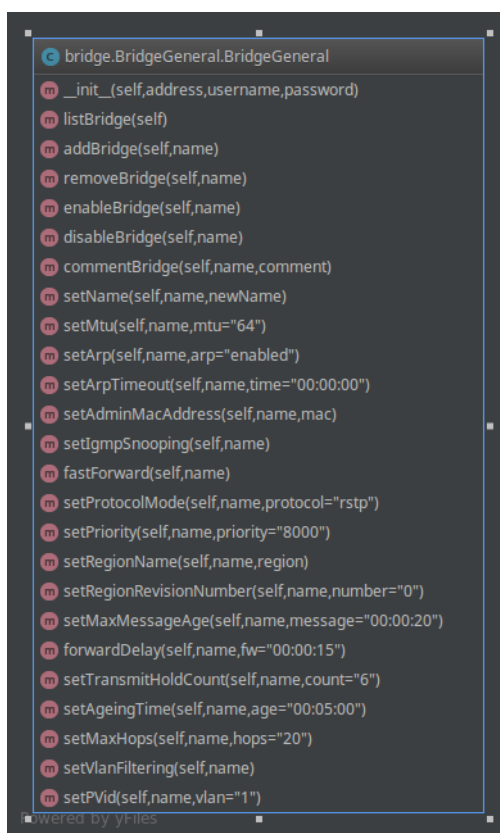 C bridge.BridgeGeneral.BridgeGeneral
m __init__(self,address,username,password)
m listBridge(self)
m addBridge(self,name)
m removeBridge(self,name)
m enableBridge(self,name)
m disableBridge(self,name)
m commentBridge(self,name,comment)
m setName(self,name,newName)
m setMtu(self,name,mtu="64")
m setArp(self,name,arp="enabled")
m setArpTimeout(self,name,time="00:00:00")
m setAdminMacAddress(self,name,mac)
m setIgmpSnooping(self,name)
m fastForward(self,name)
m setProtocolMode(self,name,protocol="rstp")
m setPriority(self,name,priority="8000")
m setRegionName(self,name,region)
m setRegionRevisionNumber(self,name,number="0")
m setMaxMessageAge(self,name,message="00:00:20")
m forwardDelay(self,name,fw="00:00:15")
m setTransmitHoldCount(self,name,count="6")
m setAgeingTime(self,name,age="00:05:00")
m setMaxHops(self,name,hops="20")
m setVlanFiltering(self,name)
m setPVid(self,name,vlan="1")
Powered by yFiles